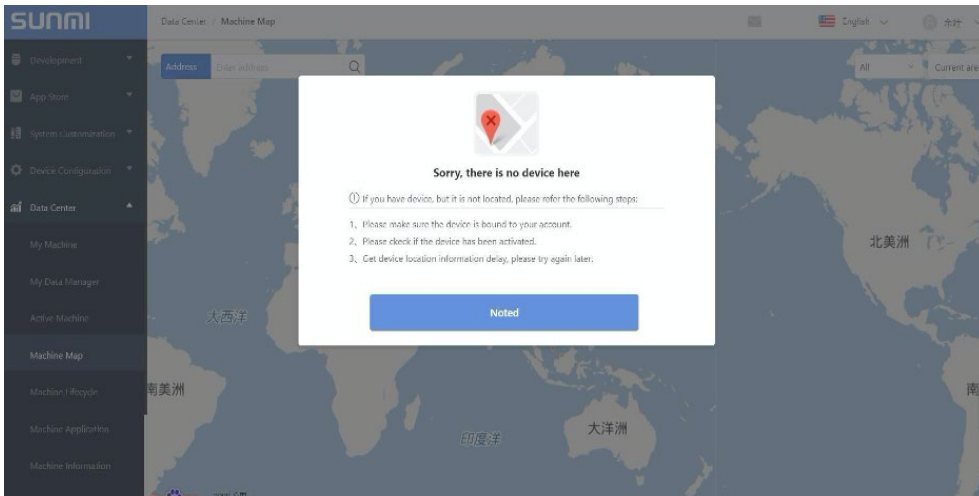 SUNMI
Data Center / Machine Map
English
Development
App Store
System Customization
Device Configuration
Data Center
My Machine
My Data Manager
Active Machine
Machine Map
Machine Lifecycle
Machine Application
Machine Information
Address Enter address
All Current are
Sorry, there is no device here
If you have device, but it is not located, please refer the following steps:
1、Please make sure the device is bound to your account.
2、Please ckeck if the device has been activated.
3、Get device location information delay, please try again later.
Noted
北美洲
大西洋
南美洲
印度洋
大洋洲
南